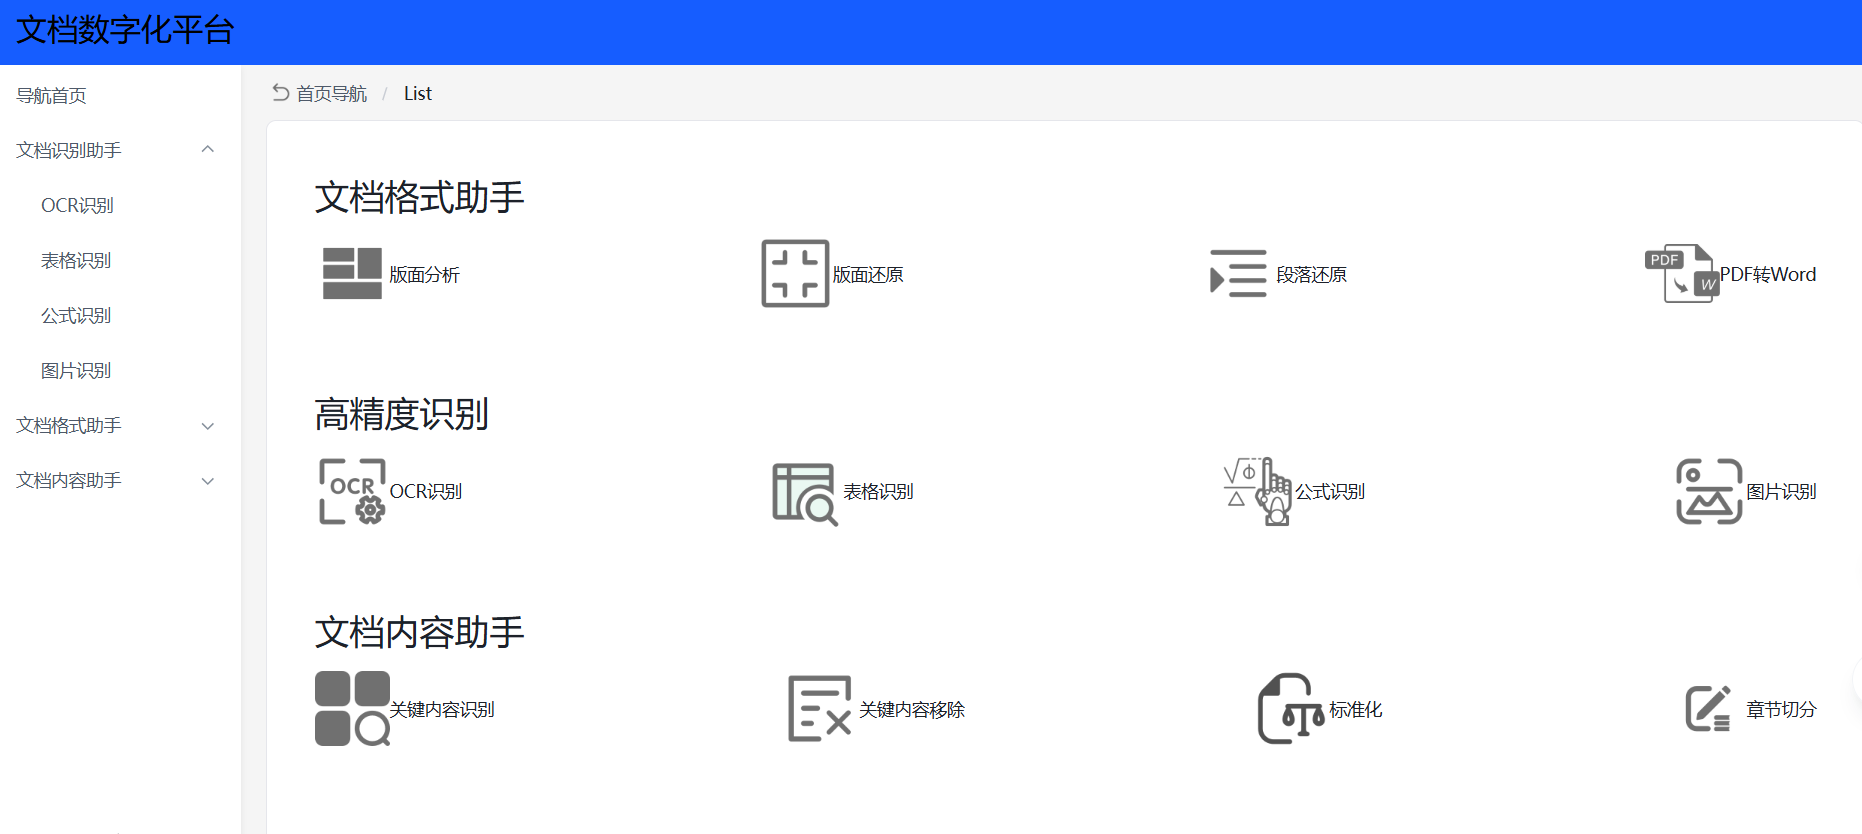 文档数字化平台
导航首页
文档识别助手
OCR识别
表格识别
公式识别
图片识别
文档格式助手
文档内容助手
首页导航 / List
文档格式助手
版面分析
版面还原
段落还原
PDF
W
PDF转Word
高精度识别
OCR
OCR识别
表格识别
公式识别
图片识别
文档内容助手
关键内容识别
关键内容移除
标准化
章节切分